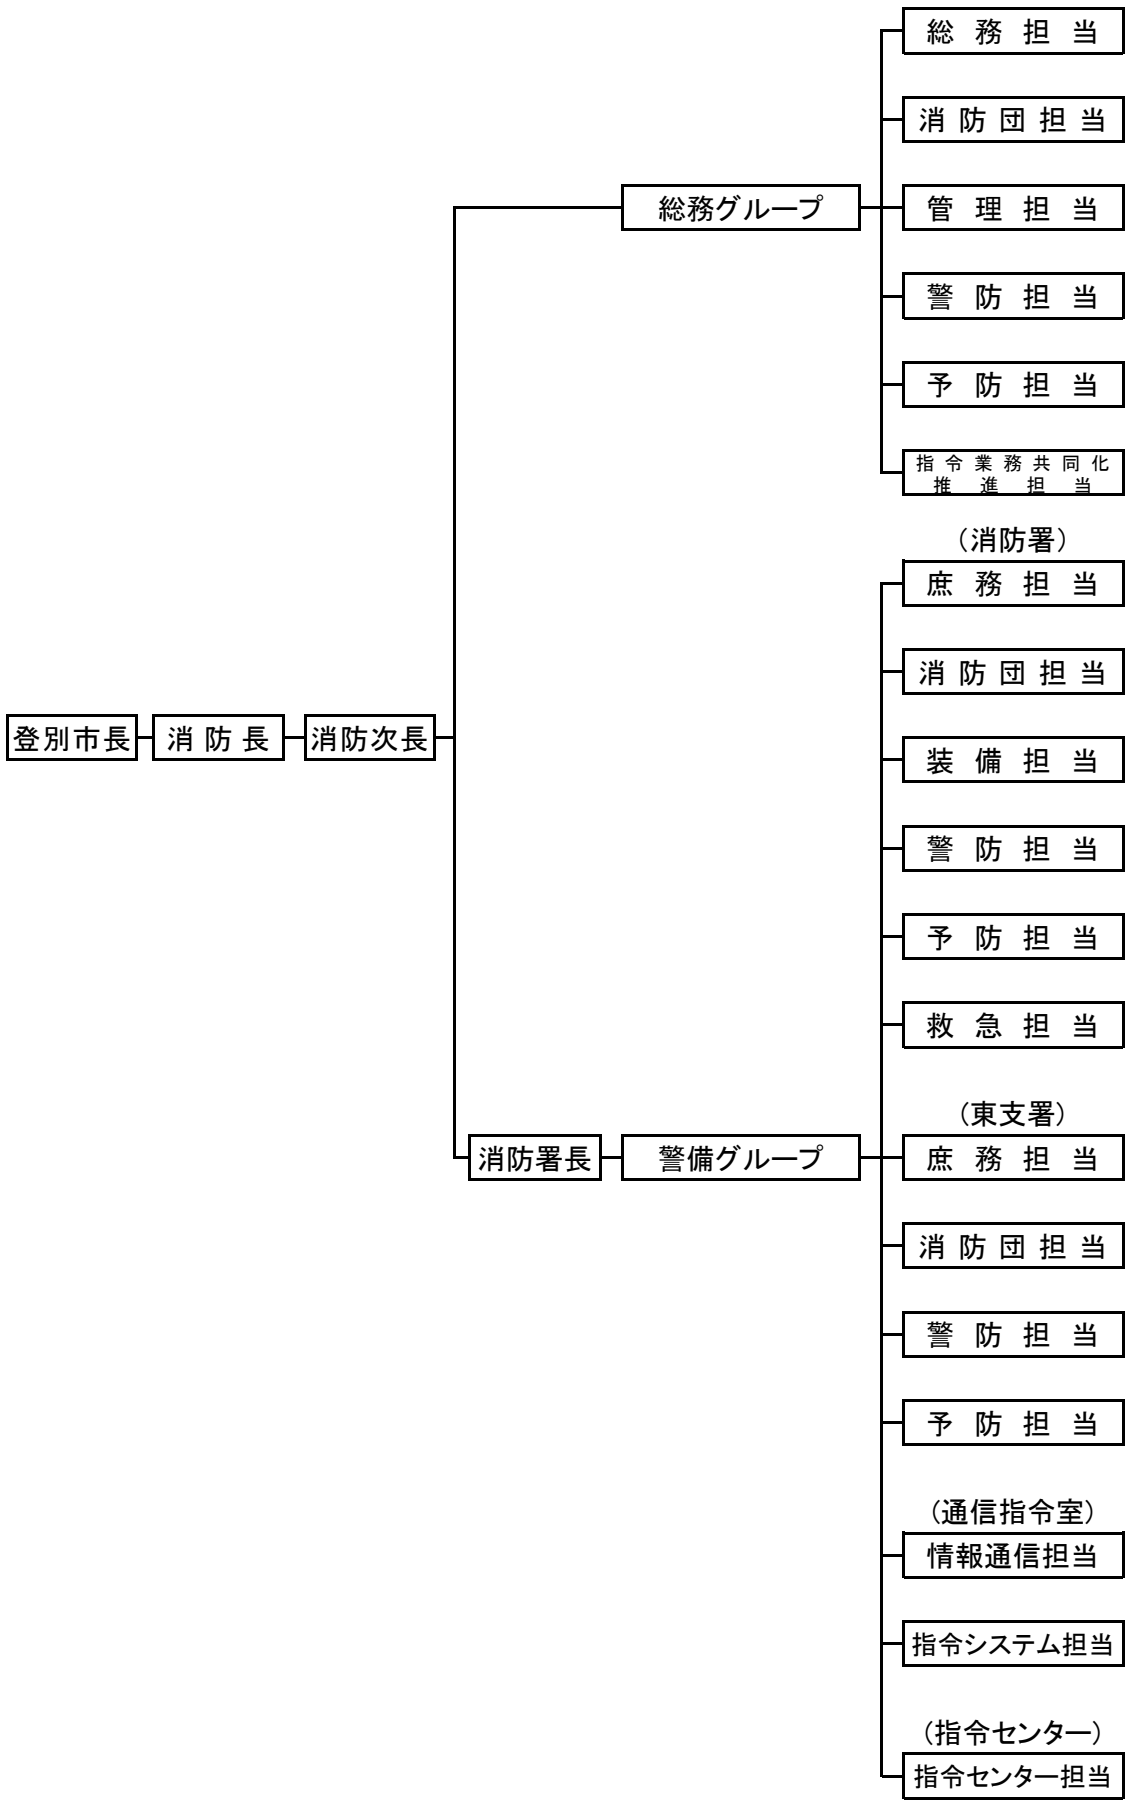 総務担当
消防団担当
総務グループ
管理担当
警防担当
予防担当
指令業務共同化
推進担当
（消防署）
庶務担当
消防団担当
登別市長
消防長
消防次長
装備担当
警防担当
予防担当
救急担当
（東支署）
消防署長
警備グループ
庶務担当
消防団担当
警防担当
予防担当
（通信指令室）
情報通信担当
指令システム担当
（指令センター）
指令センター担当